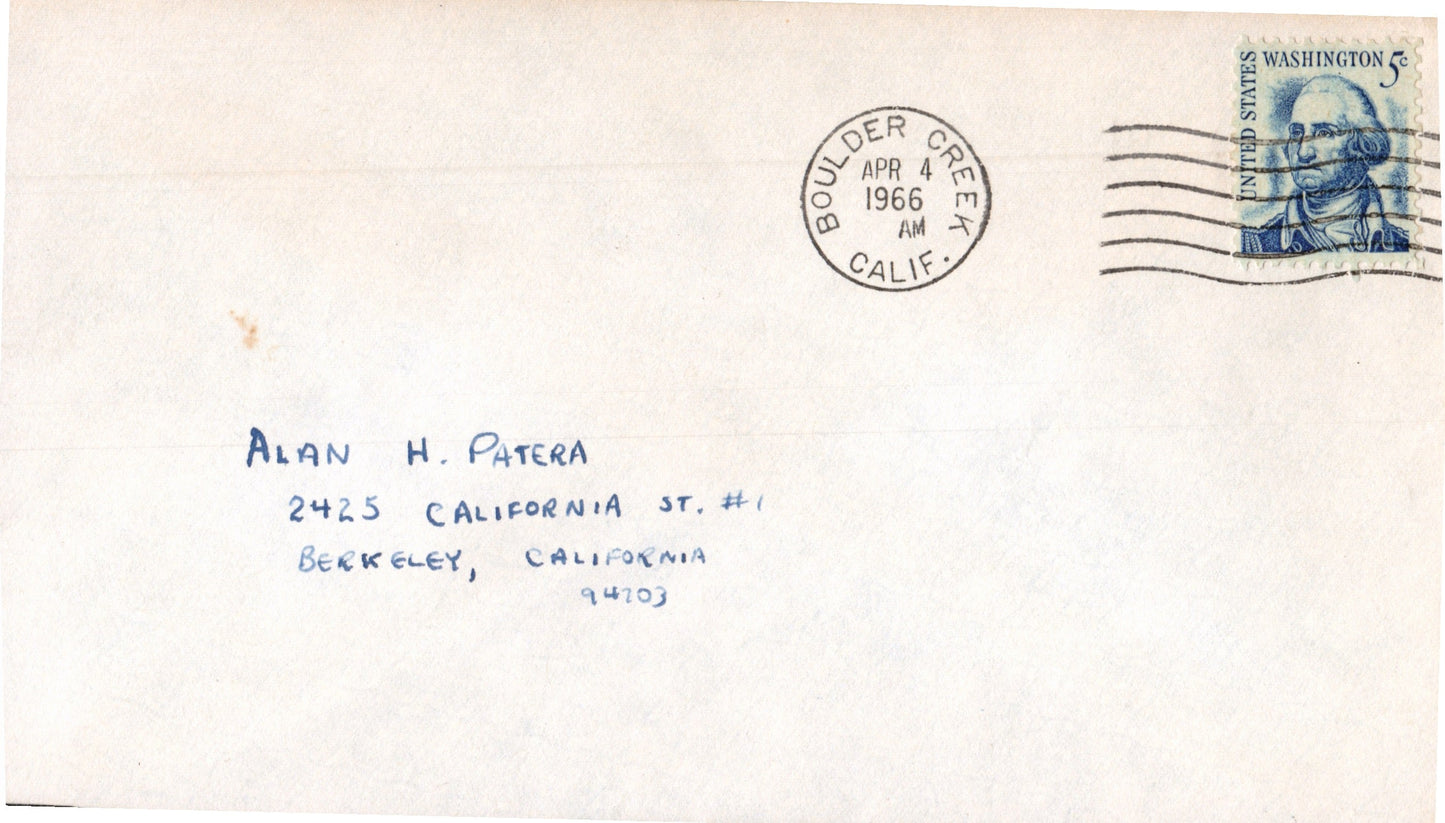 WASHINGTON 5c
UNITED STATES
BOULDER CREEK
APR 4
1966
AM
CALIF.
ALAN H. PATERA
2425 CALIFORNIA ST. #1
BERKELEY, CALIFORNIA
94703